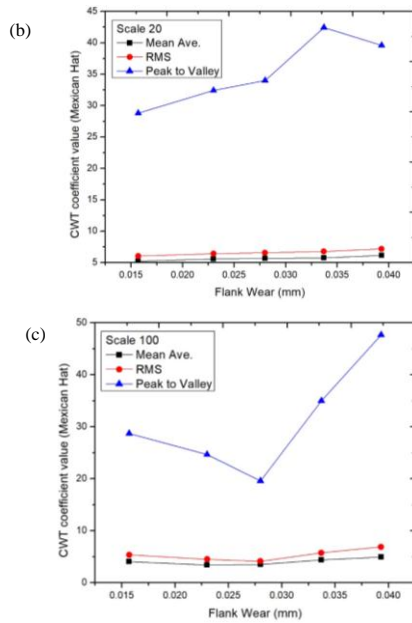 (b)
Scale 20
Mean Ave.
RMS
Peak to Valley
CWT coefficient value (Mexican Hat)
45
40
35
30
25
20
15
10
5
0.015 0.020 0.025 0.030 0.035 0.040
Flank Wear (mm)
(c)
Scale 100
Mean Ave.
RMS
Peak to Valley
CWT coefficient value (Mexican Hat)
50
40
30
20
10
0
0.015 0.020 0.025 0.030 0.035 0.040
Flank Wear (mm)